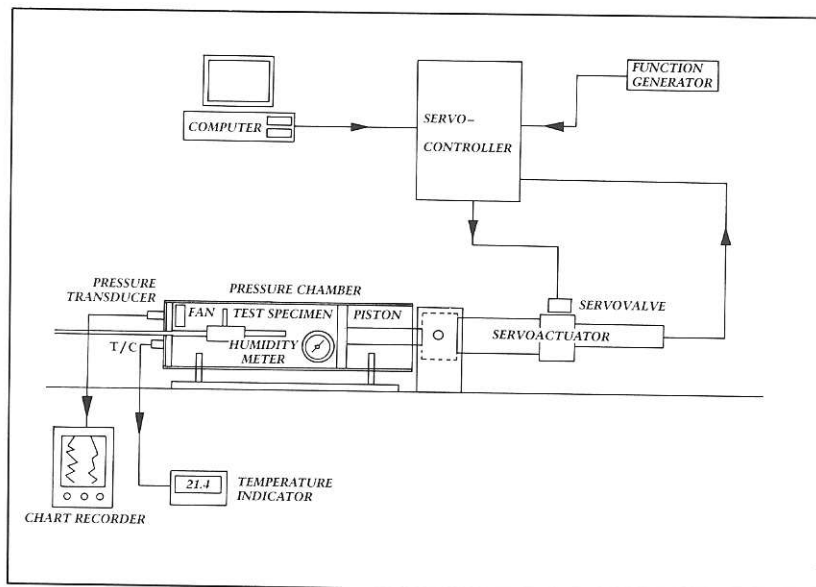 FUNCTION
GENERATOR
COMPUTER
SERVO-
CONTROLLER
PRESSURE
TRANSDUCER
PRESSURE CHAMBER
SERVOVALVE
FAN
TEST SPECIMEN
PISTON
SERVOACTUATOR
T/C
HUMIDITY
METER
21.4
TEMPERATURE
INDICATOR
CHART RECORDER